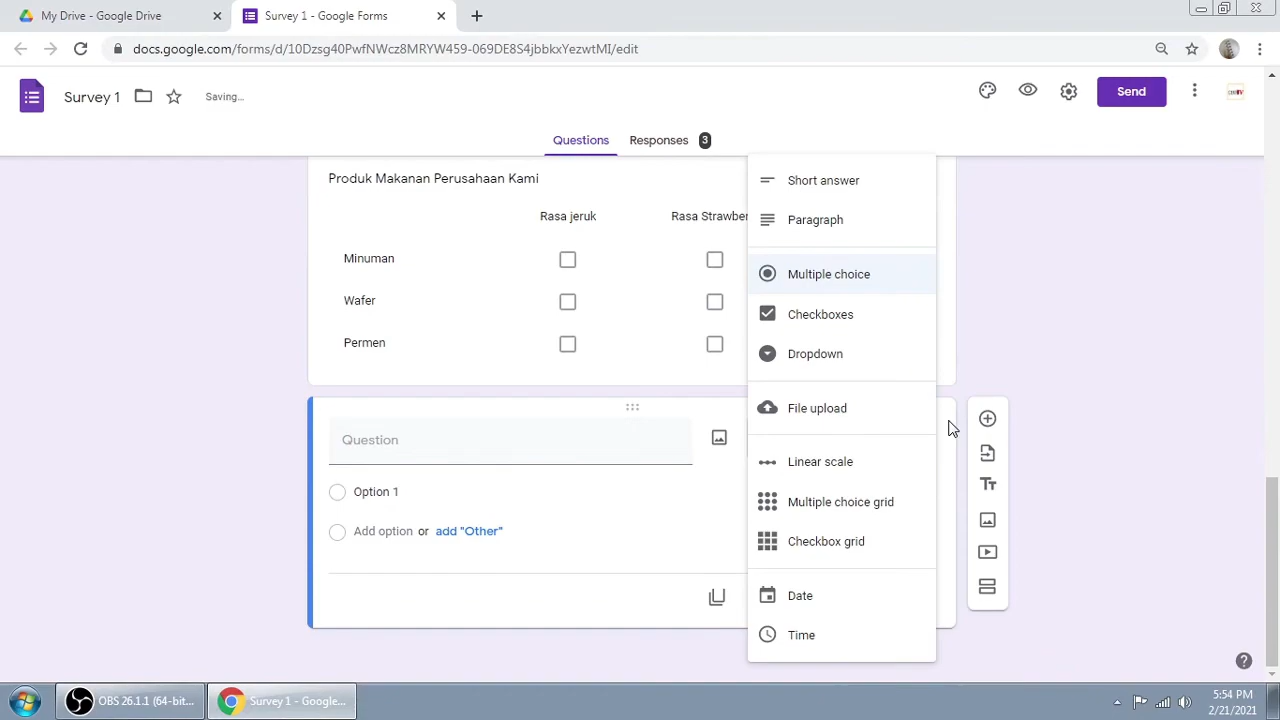 My Drive - Google Drive
Survey 1 - Google Forms
docs.google.com/forms/d/10Dzsg40PwfNWcz8MRYW459-069DE8S4jbbkxYezwtMI/edit
Survey 1
Saving...
Send
Questions
Responses 3
Produk Makanan Perusahaan Kami
Rasa jeruk
Rasa Strawber
Minuman
Wafer
Permen
Question
Option 1
Add option or add "Other"
Short answer
Paragraph
Multiple choice
Checkboxes
Dropdown
File upload
Linear scale
Multiple choice grid
Checkbox grid
Date
Time
OBS 26.1.1 (64-bit...
Survey 1 - Google...
5:54 PM
2/21/2021